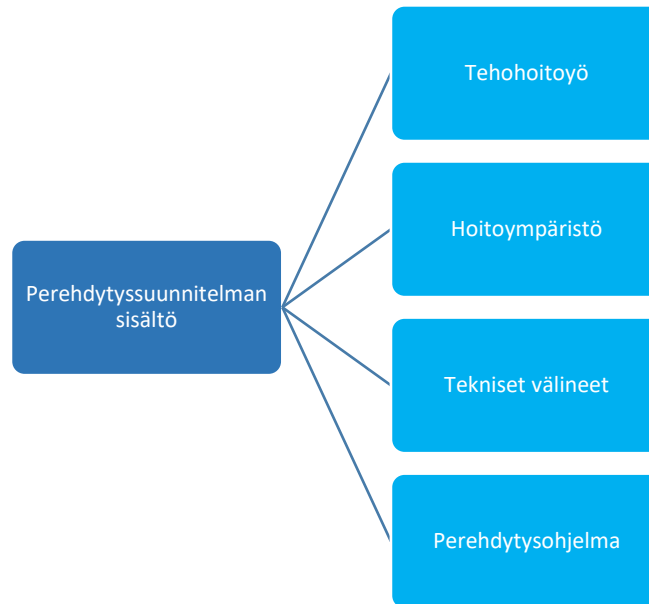 Tehohoitoyö
Hoitoympäristö
Perehdytyssuunnitelman
sisältö
Tekniset välineet
Perehdytysohjelma